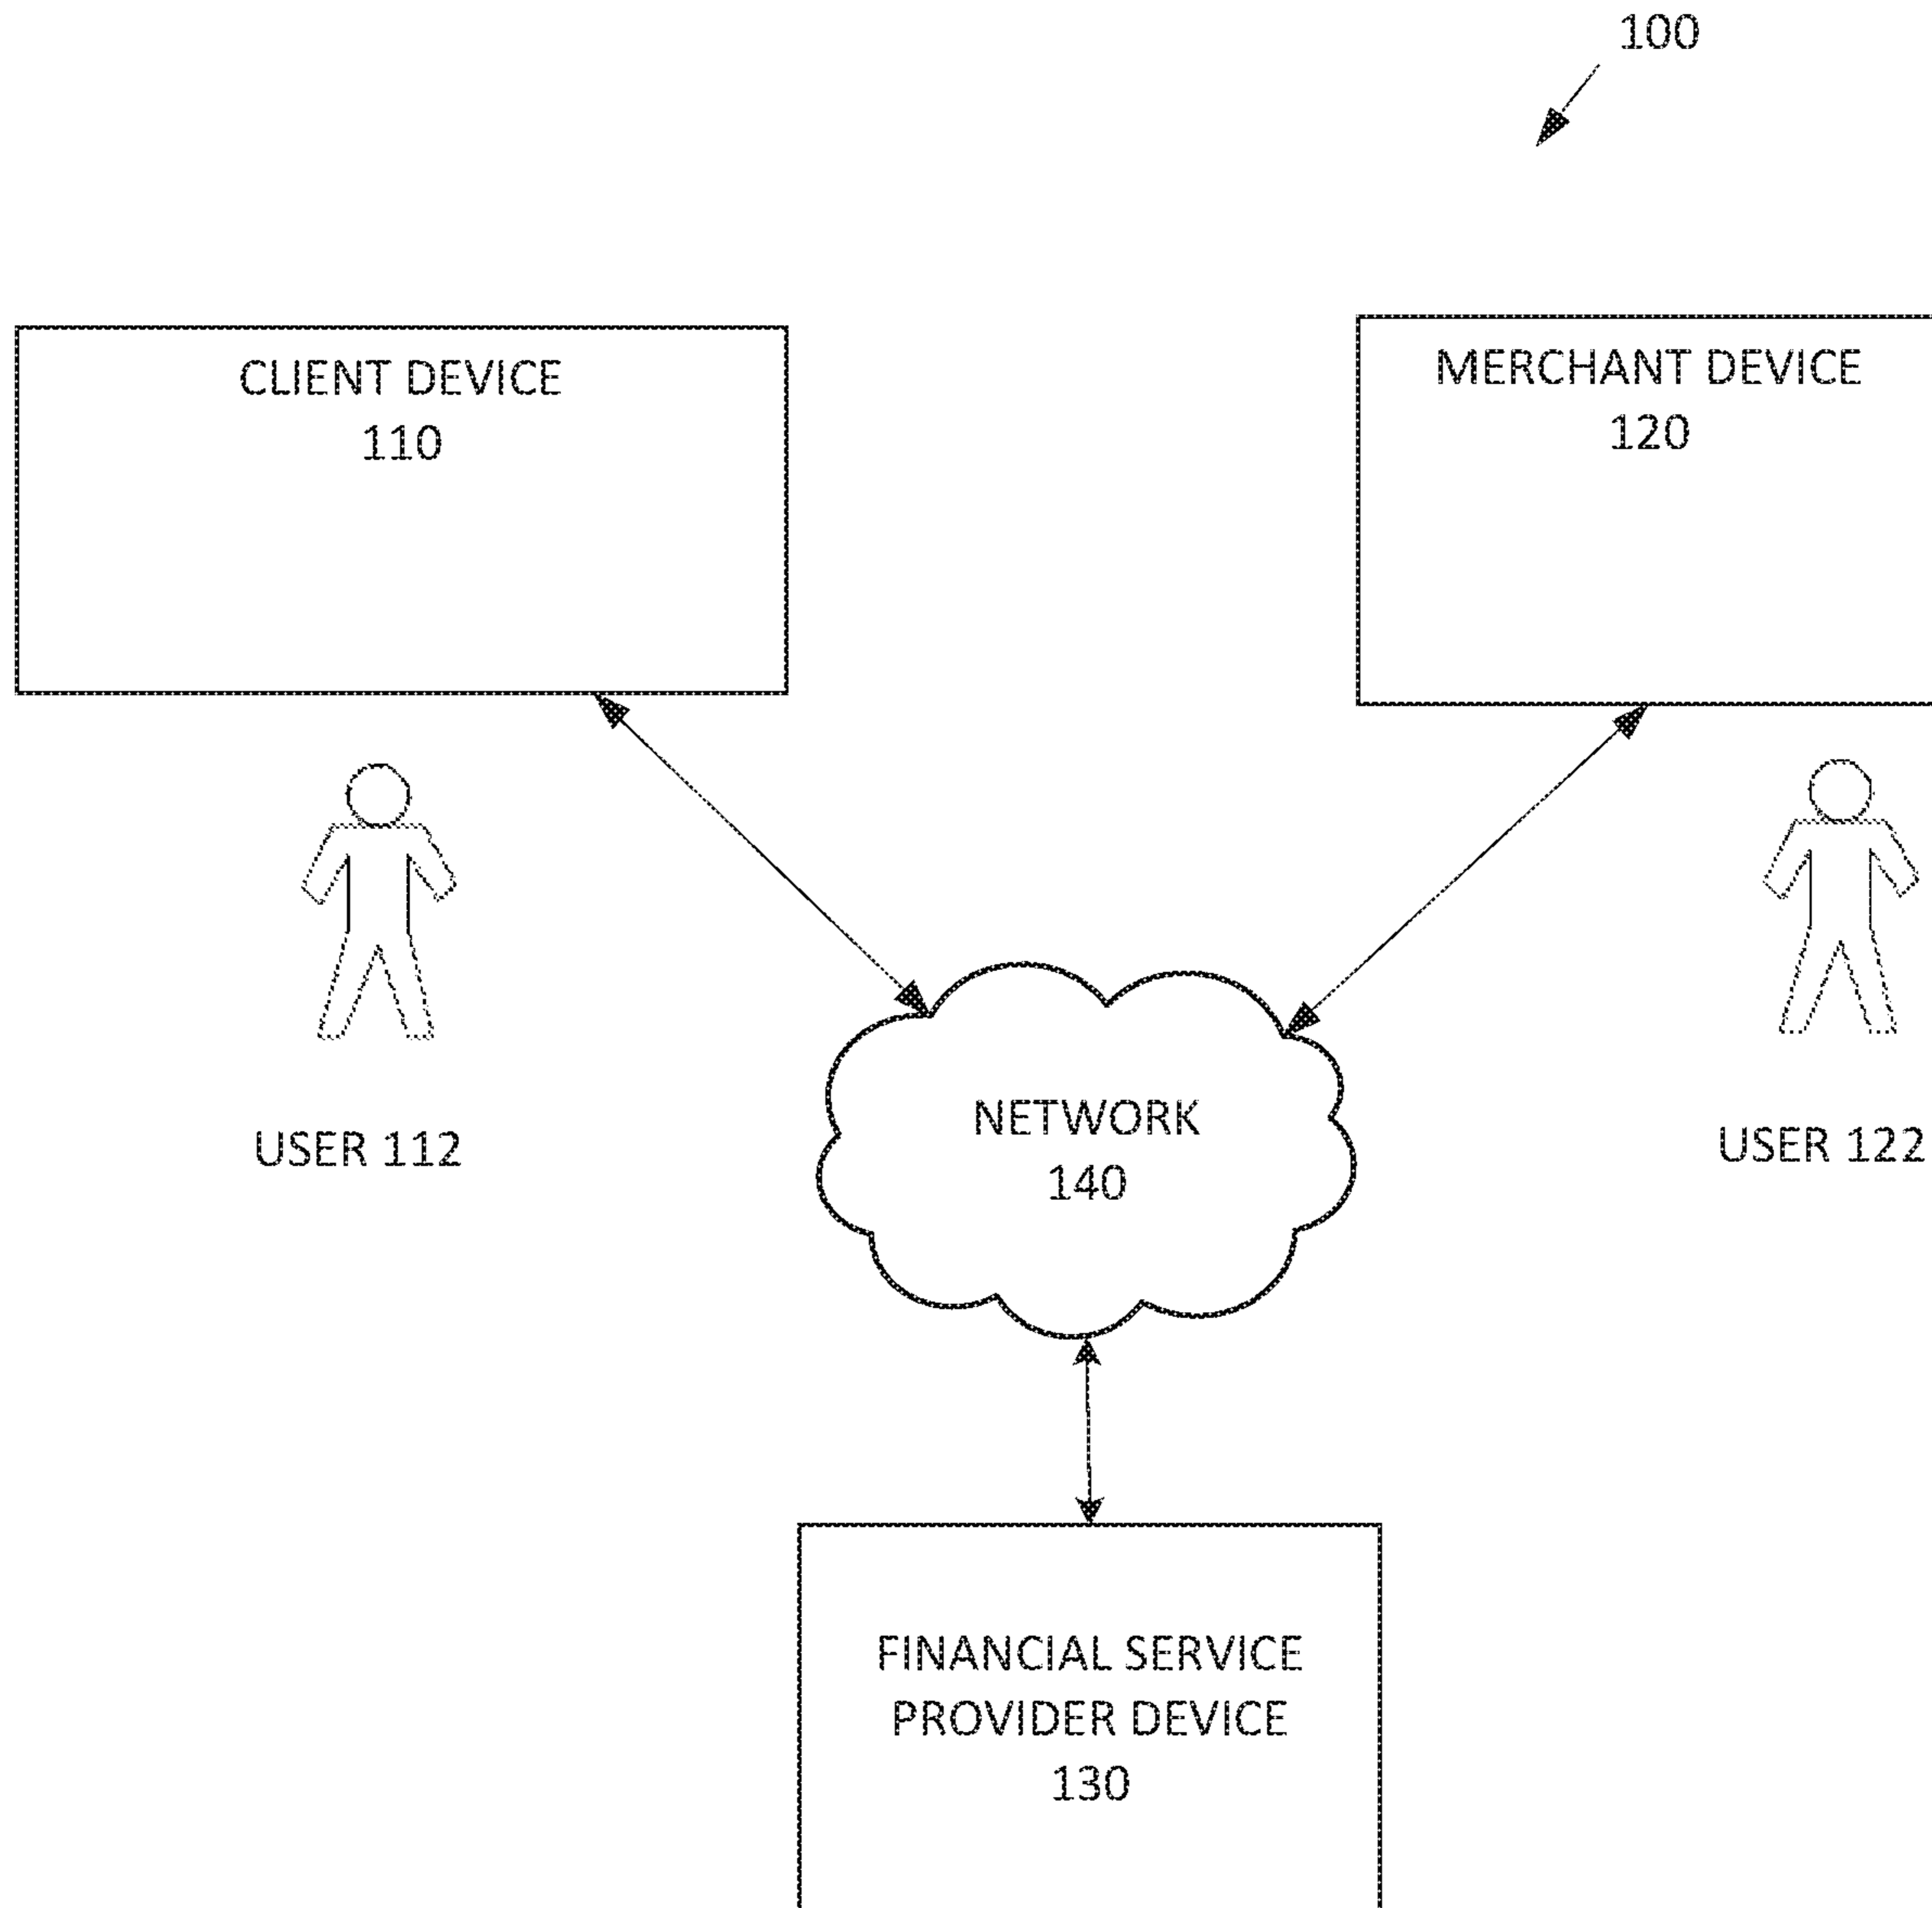 100
CLIENT DEVICE
110
MERCHANT DEVICE
120
USER 112
NETWORK
140
USER 122
FINANCIAL SERVICE
PROVIDER DEVICE
130